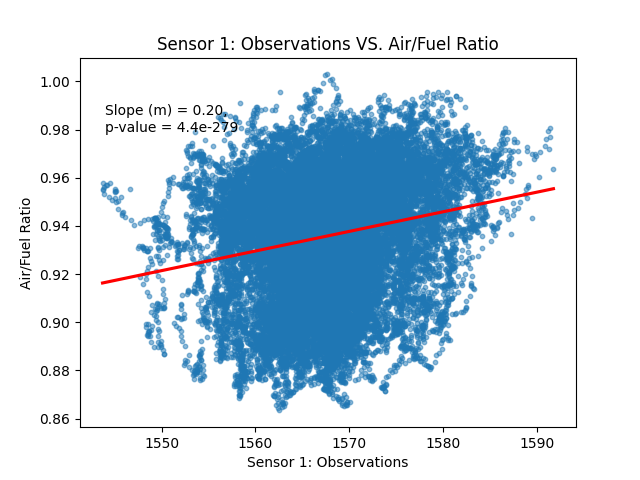 Sensor 1: Observations VS. Air/Fuel Ratio
Slope (m) = 0.20,
p-value = 4.4e-279
Air/Fuel Ratio
1.00
0.98
0.96
0.94
0.92
0.90
0.88
0.86
1550 1560 1570 1580 1590
Sensor 1: Observations